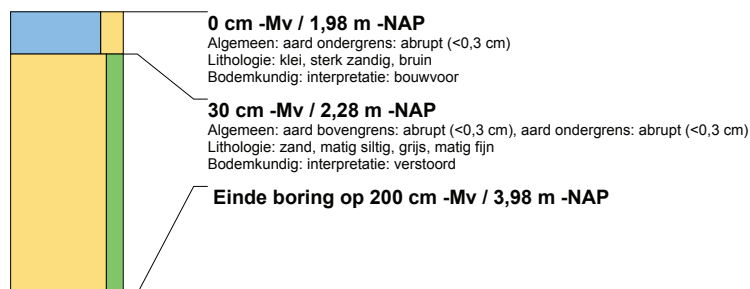 0 cm -Mv / 1,98 m -NAP
Algemeen: aard ondergrens: abrupt (<0,3 cm)
Lithologie: klei, sterk zandig, bruin
Bodemkundig: interpretatie: bouwvoor
30 cm -Mv / 2,28 m -NAP
Algemeen: aard bovengrens: abrupt (<0,3 cm), aard ondergrens: abrupt (<0,3 cm)
Lithologie: zand, matig siltig, grijs, matig fijn
Bodemkundig: interpretatie: verstoord
Einde boring op 200 cm -Mv / 3,98 m -NAP